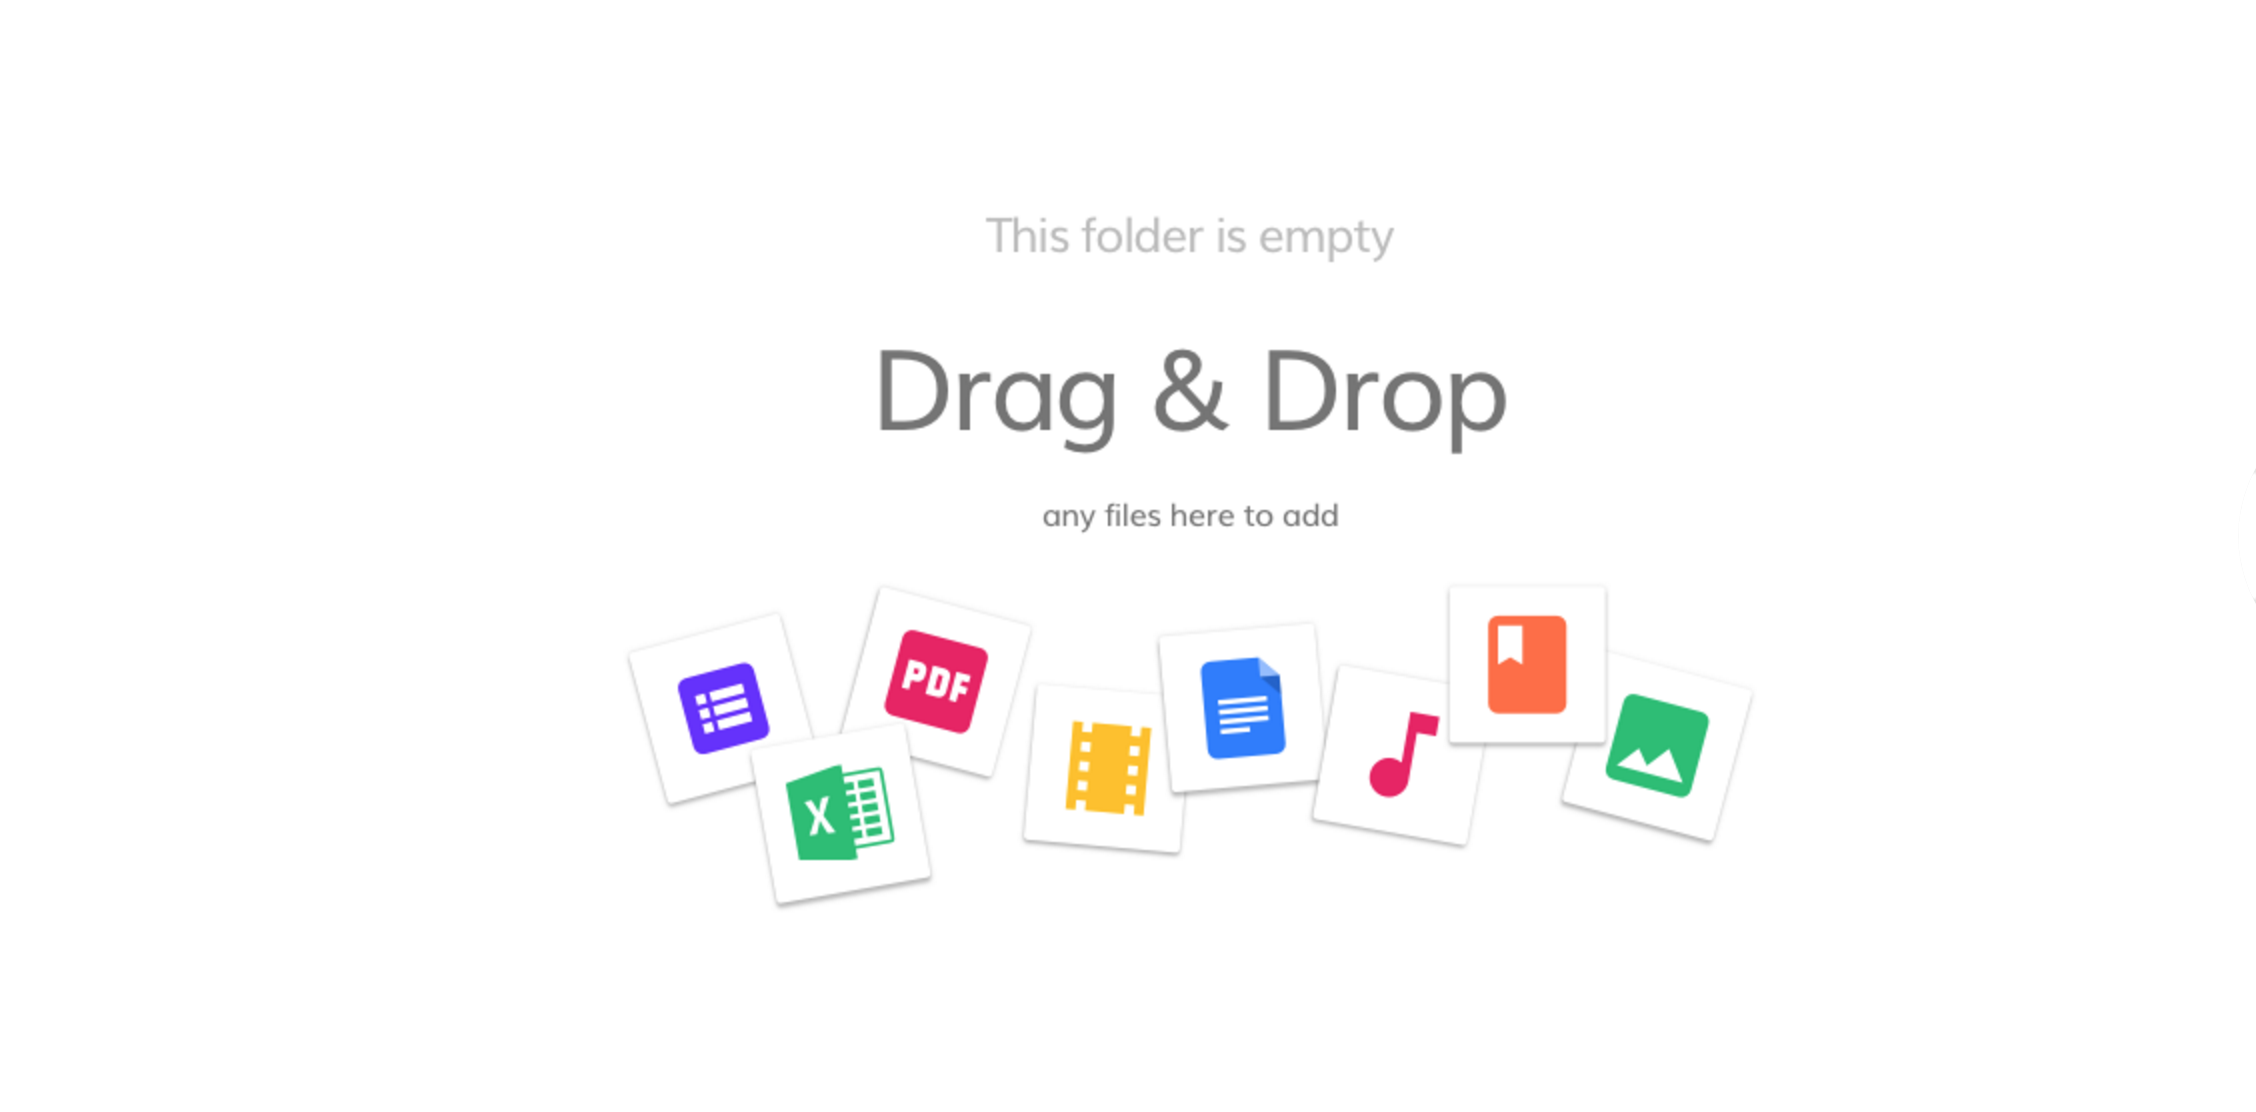 This folder is empty
Drag & Drop
any files here to add
PDF
X